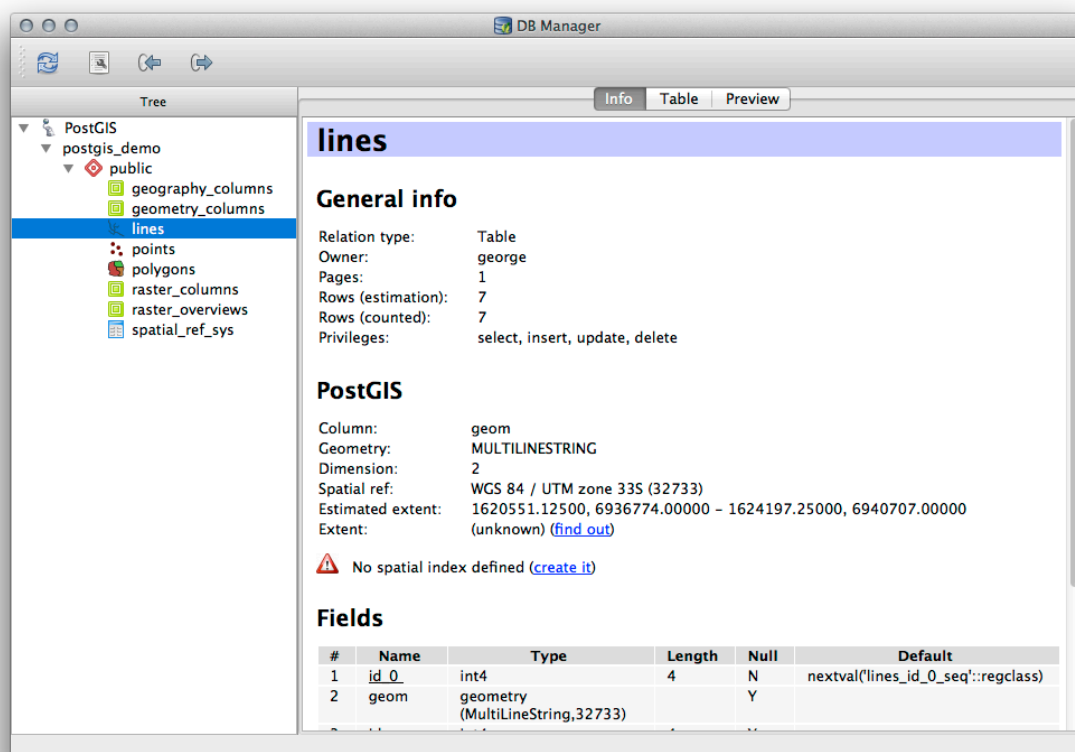 DB Manager
Tree
Info Table Preview
PostGIS
postgis_demo
public
geography_columns
geometry_columns
lines
points
polygons
raster_columns
raster_overviews
spatial_ref_sys
lines
General info
Relation type: Table
Owner: george
Pages: 1
Rows (estimation): 7
Rows (counted): 7
Privileges: select, insert, update, delete
PostGIS
Column: geom
Geometry: MULTILINESTRING
Dimension: 2
Spatial ref: WGS 84 / UTM zone 33S (32733)
Estimated extent: 1620551.12500, 6936774.00000 - 1624197.25000, 6940707.00000
Extent: (unknown) (find out)
No spatial index defined (create it)
Fields
# Name Type Length Null Default
1 id_0 int4 4 N nextval('lines_id_0_seq'::regclass)
2 geom geometry Y
(MultiLineString,32733)